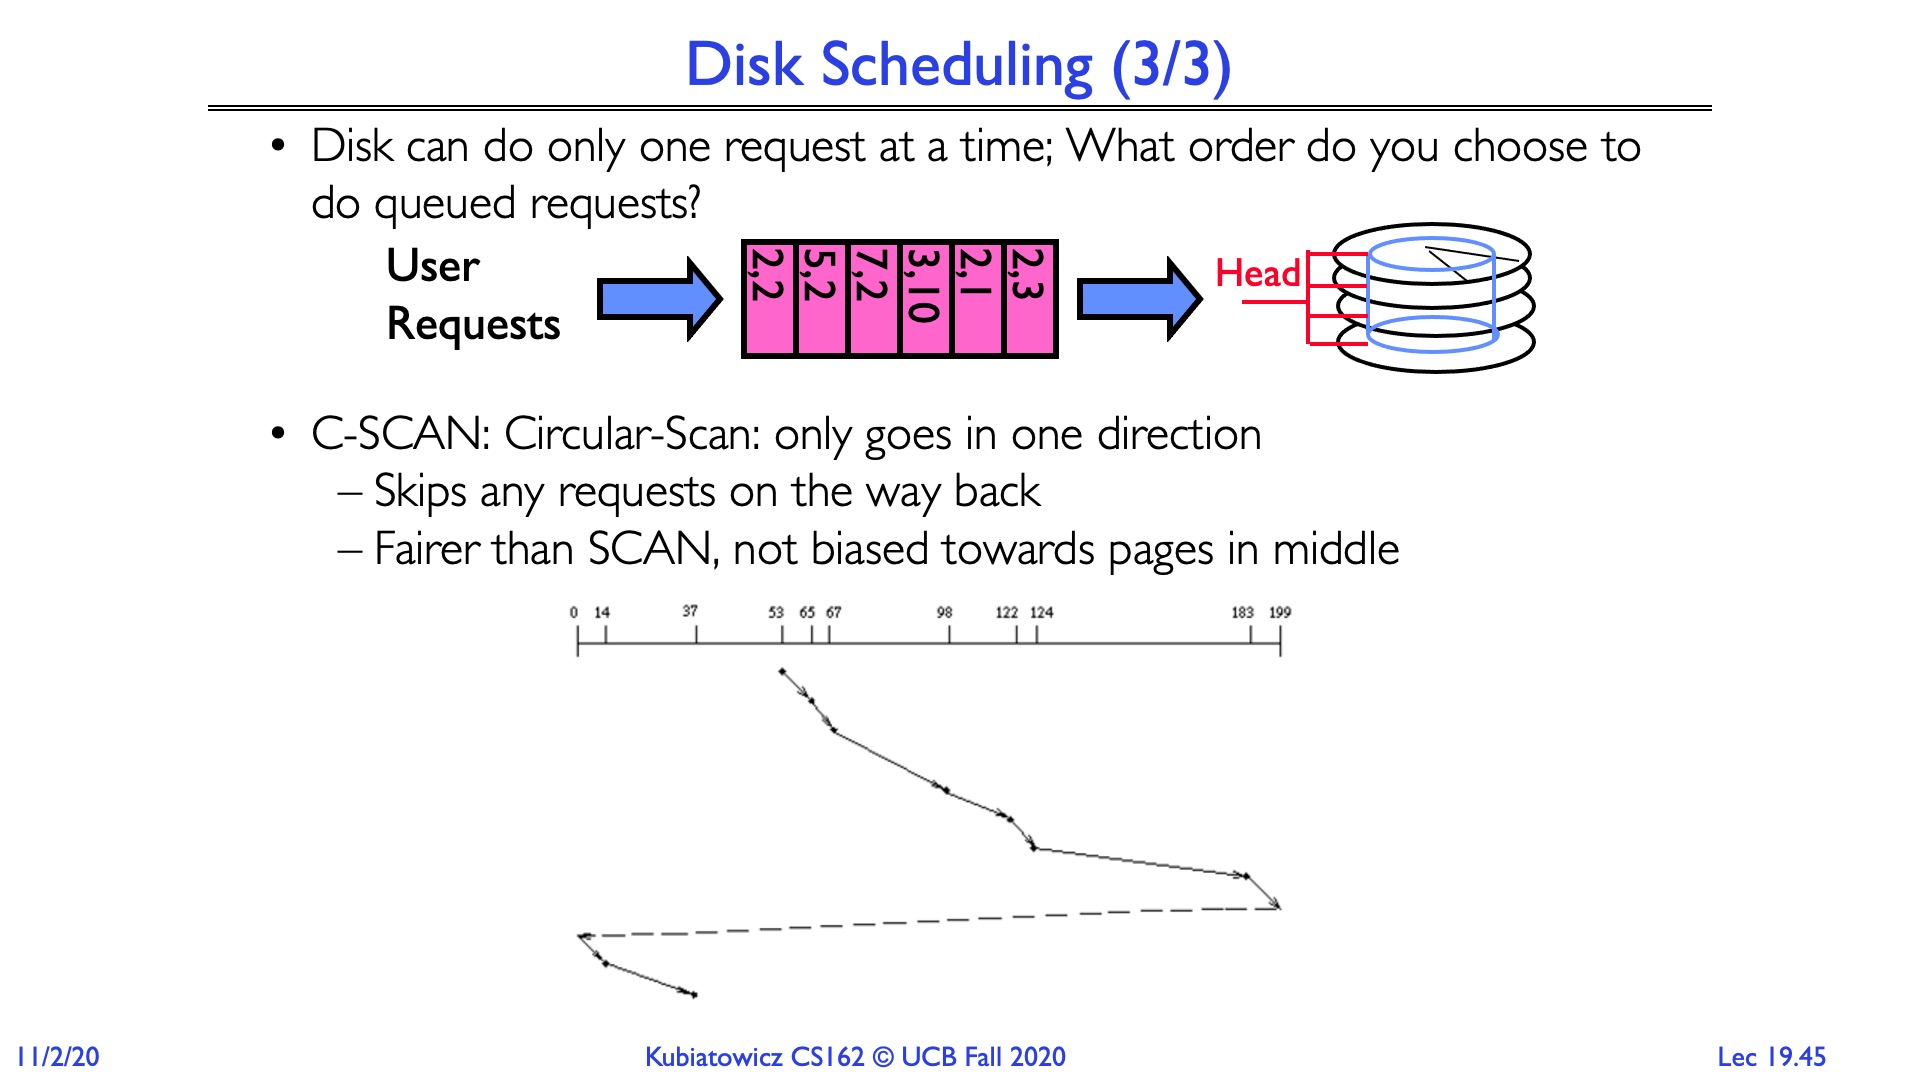 Disk Scheduling (3/3)
• Disk can do only one request at a time; What order do you choose to
do queued requests?
User
Requests
2,2
5,2
7,2
3,10
2,1
2,3
Head
• C-SCAN: Circular-Scan: only goes in one direction
– Skips any requests on the way back
– Fairer than SCAN, not biased towards pages in middle
0 14 37 53 65 67 98 122 124 183 199
11/2/20
Kubiatowicz CS162 © UCB Fall 2020
Lec 19.45